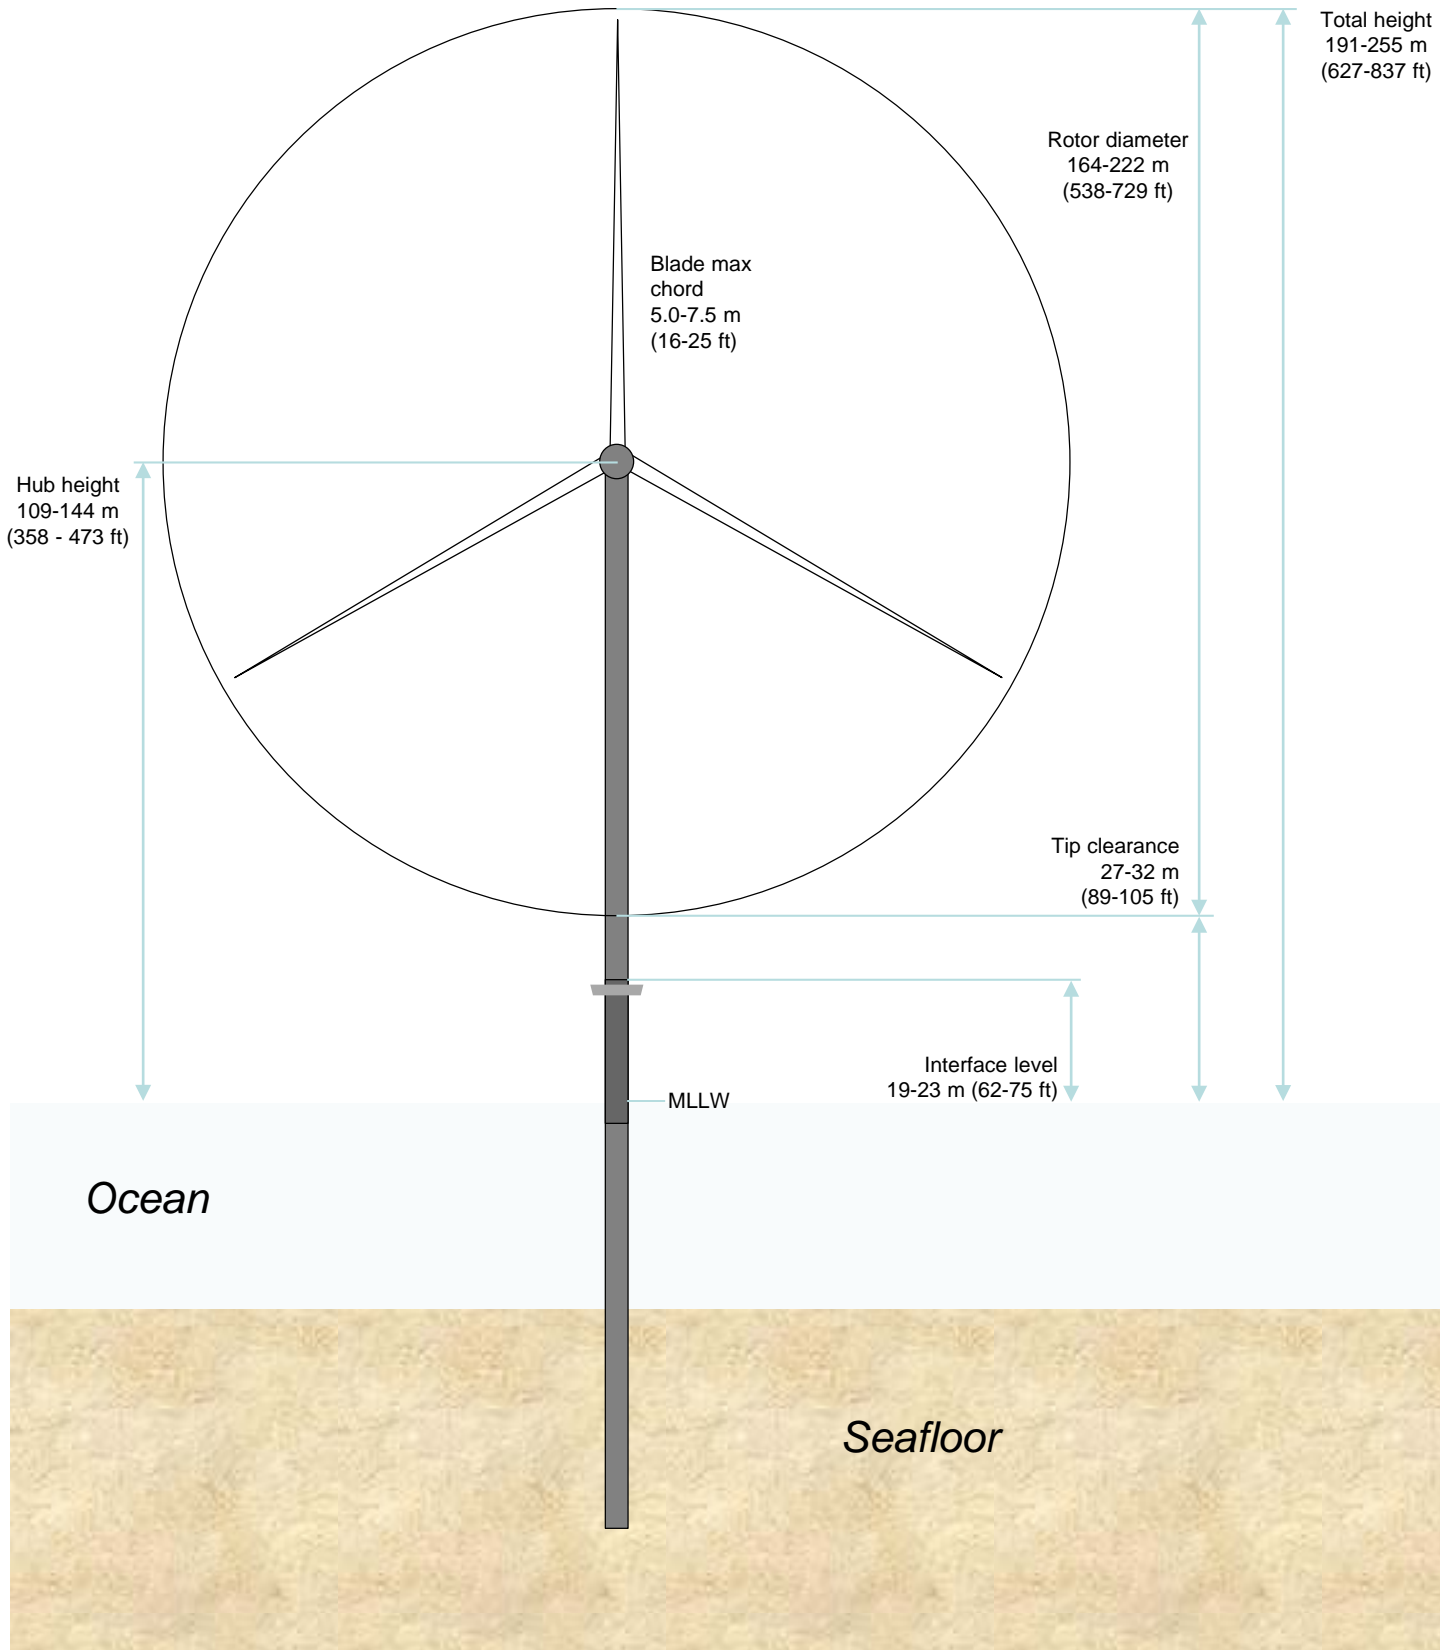 Total height
191-255 m
(627-837 ft)
Rotor diameter
164-222 m
(538-729 ft)
Blade max
chord
5.0-7.5 m
(16-25 ft)
Hub height
109-144 m
(358 - 473 ft)
Tip clearance
27-32 m
(89-105 ft)
Interface level
19-23 m (62-75 ft)
MLLW
Ocean
Seafloor